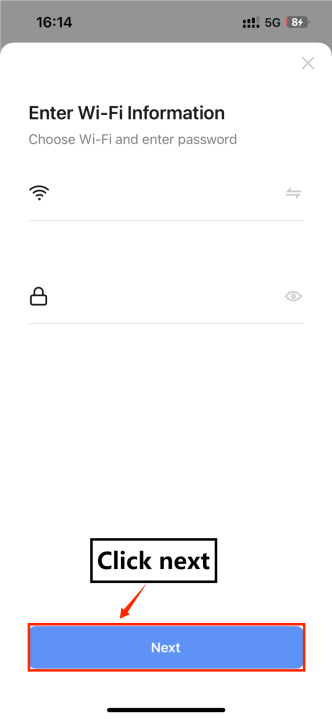 16:14
5G
8
Enter Wi-Fi Information
Choose Wi-Fi and enter password
Click next
Next